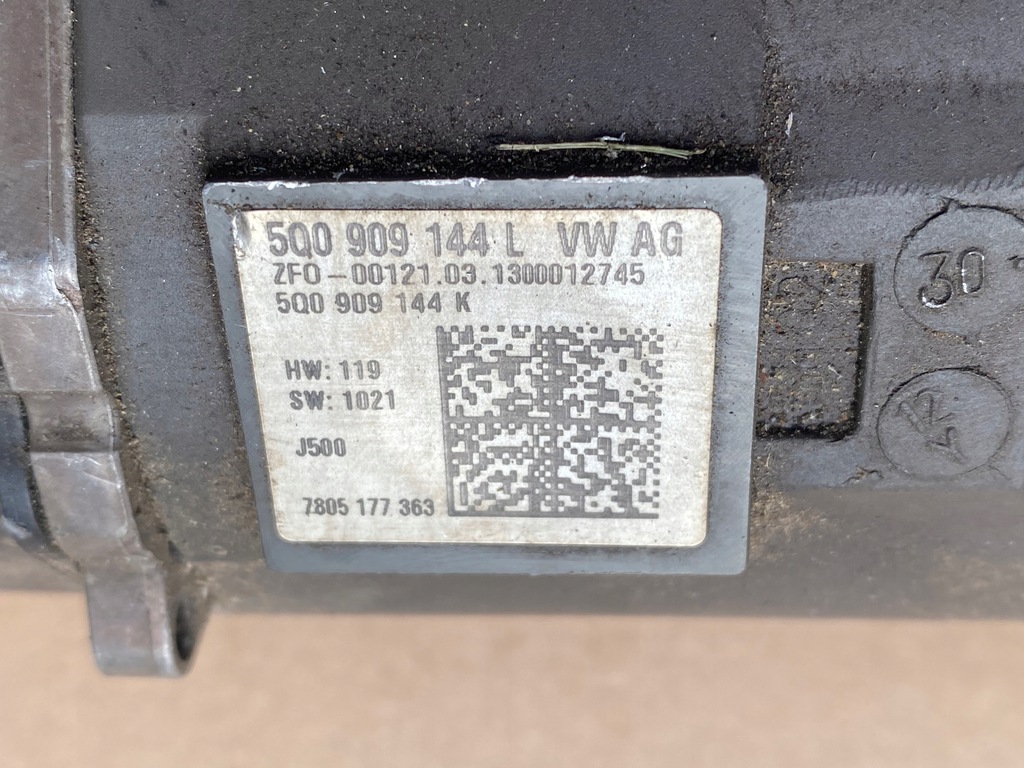 5Q0 909 144 L VW AG
ZFO-00121.03.1300012745
5Q0 909 144 K
HW: 119
SW: 1021
J500
7805 177 363
30
12